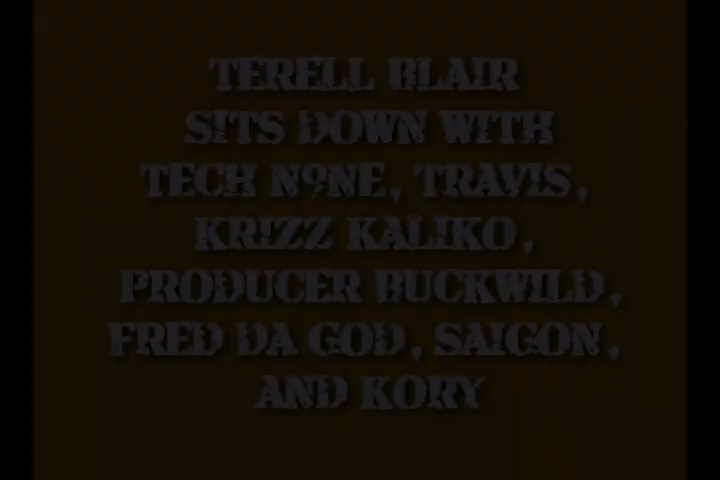 TERELL BLAIR
SITS DOWN WITH
TECH N9NE, TRAVIS,
KRIZZ KALIKO,
PRODUCER BUCKWILD,
FRED DA GOD, SAIGON,
AND KORY